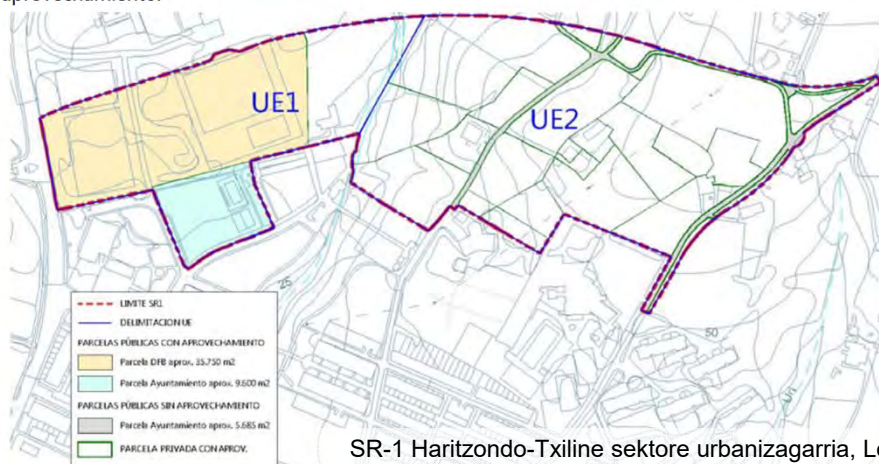 aprovechamiento.
UE1
UE2
25
50
LIMITE SR1
DELIMITACION UE
PARCELAS PÚBLICAS CON APROVECHAMIENTO
Parcela DFB aprox. 35.750 m2
Parcela Ayuntamiento aprox. 9.600 m2
PARCELAS PÚBLICAS SIN APROVECHAMIENTO
Parcela Ayuntamiento aprox. 5.685 m2
PARCELA PRIVADA CON APROV.
SR-1 Haritzondo-Txiline sektore urbanizagarria, Le